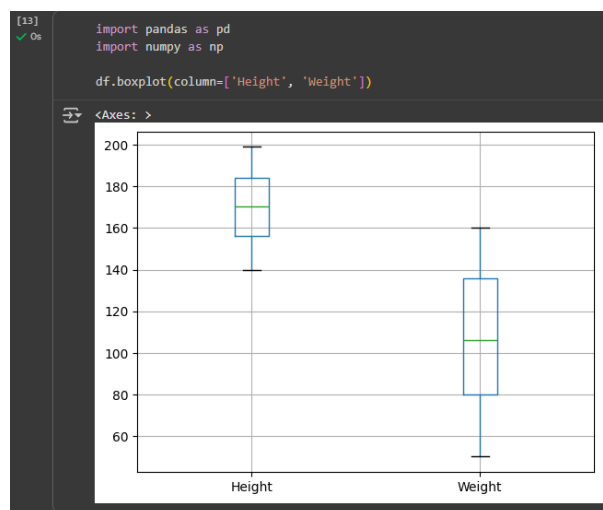 [13]
0s
import pandas as pd
import numpy as np
df.boxplot(column=['Height', 'Weight'])
<Axes: >
200
180
160
140
120
100
80
60
Height Weight